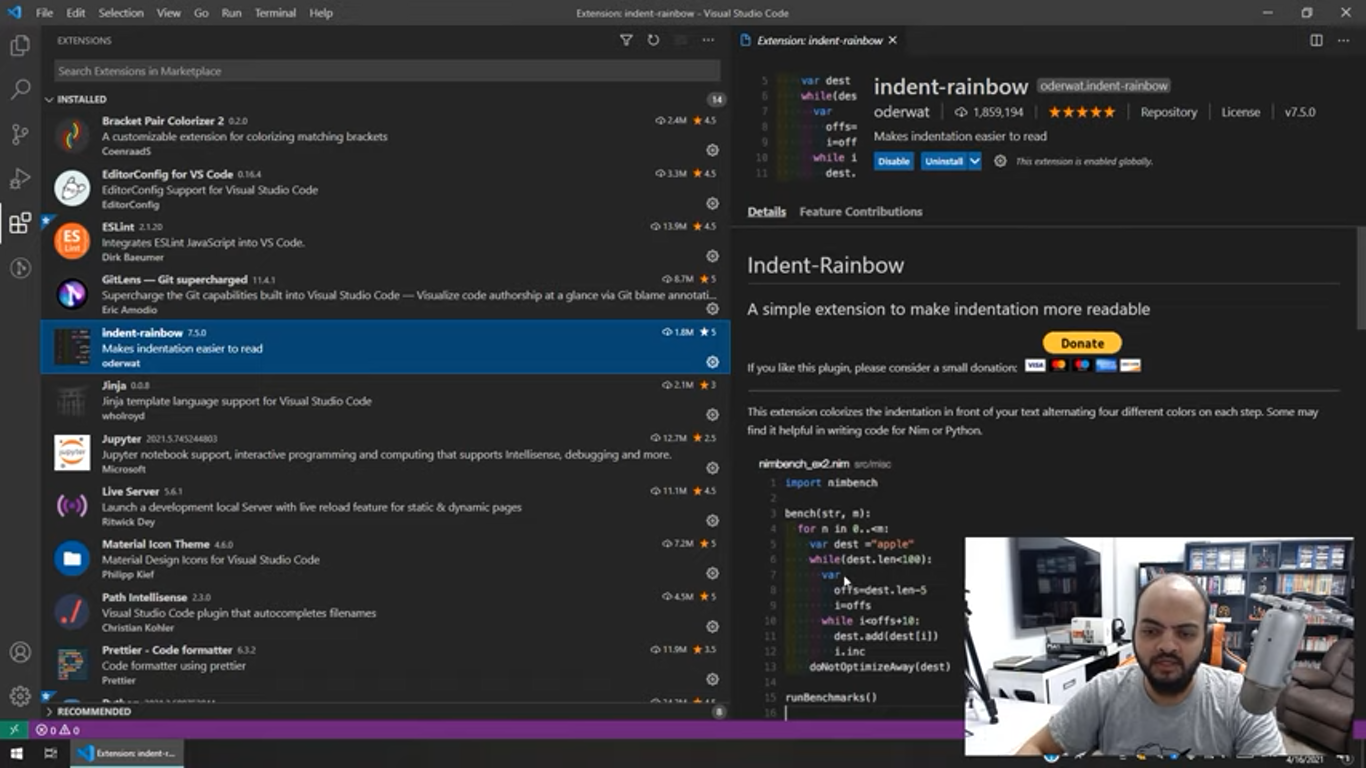 File Edit Selection View Go Run Terminal Help
Extension: indent-rainbow - Visual Studio Code
EXTENSIONS
Search Extensions in Marketplace
INSTALLED 14
Bracket Pair Colorizer 2 0.2.0 2.4M 4.5
A customizable extension for colorizing matching brackets
CoenraadS
EditorConfig for VS Code 0.16.4 3.3M 4.5
EditorConfig Support for Visual Studio Code
EditorConfig
ESLint 2.1.20 13.9M 4.5
Integrates ESLint JavaScript into VS Code.
Dirk Baeumer
GitLens — Git supercharged 11.4.1 8.7M 5
Supercharge the Git capabilities built into Visual Studio Code — Visualize code authorship at a glance via Git blame annotati...
Eric Amodio
indent-rainbow 7.5.0 1.8M 5
Makes indentation easier to read
oderwat
Jinja 0.0.8 2.1M 3
Jinja template language support for Visual Studio Code
wholroyd
Jupyter 2021.5.745244803 12.7M 2.5
Jupyter notebook support, interactive programming and computing that supports Intellisense, debugging and more.
Microsoft
Live Server 5.6.1 11.1M 4.5
Launch a development local Server with live reload feature for static & dynamic pages
Ritwick Dey
Material Icon Theme 4.6.0 7.2M 5
Material Design Icons for Visual Studio Code
Philipp Kief
Path Intellisense 2.3.0 4.5M 5
Visual Studio Code plugin that autocompletes filenames
Christian Kohler
Prettier - Code formatter 6.3.2 11.9M 3.5
Code formatter using prettier
Prettier
RECOMMENDED 8
Extension: indent-rainbow
5 var dest
6 while(des
7 var
8 offs=
9 i=off
10 while i
11 dest.
indent-rainbow oderwat.indent-rainbow
oderwat 1,859,194 Repository License v7.5.0
Makes indentation easier to read
Disable Uninstall This extension is enabled globally.
Details Feature Contributions
Indent-Rainbow
A simple extension to make indentation more readable
Donate
If you like this plugin, please consider a small donation: VISA
This extension colorizes the indentation in front of your text alternating four different colors on each step. Some may
find it helpful in writing code for Nim or Python.
nimbench_ex2.nim src/misc
1 import nimbench
2
3 bench(str, m):
4 for n in 0..<m:
5 var dest ="apple"
6 while(dest.len<100):
7 var
8 offs=dest.len-5
9 i=offs
10 while i<offs+10:
11 dest.add(dest[i])
12 i.inc
13 doNotOptimizeAway(dest)
14
15 runBenchmarks()
16
0 0
Extension: indent-r...
4/16/2021